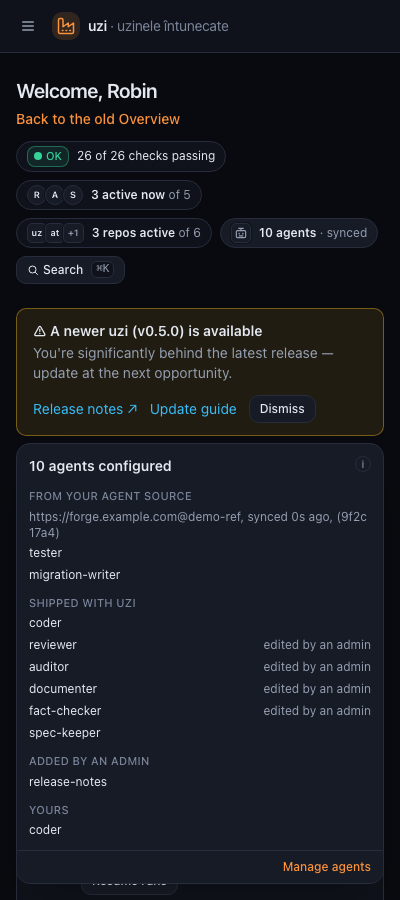 uzi · uzinele întunecate
Welcome, Robin
Back to the old Overview
OK 26 of 26 checks passing
R A S 3 active now of 5
uz at +1 3 repos active of 6
10 agents · synced
Search ⌘K
A newer uzi (v0.5.0) is available
You're significantly behind the latest release —
update at the next opportunity.
Release notes ↗ Update guide Dismiss
10 agents configured i
FROM YOUR AGENT SOURCE
https://forge.example.com@demo-ref, synced 0s ago, (9f2c
17a4)
tester
migration-writer
SHIPPED WITH UZI
coder
reviewer edited by an admin
auditor edited by an admin
documenter edited by an admin
fact-checker edited by an admin
spec-keeper
ADDED BY AN ADMIN
release-notes
YOURS
coder
Manage agents